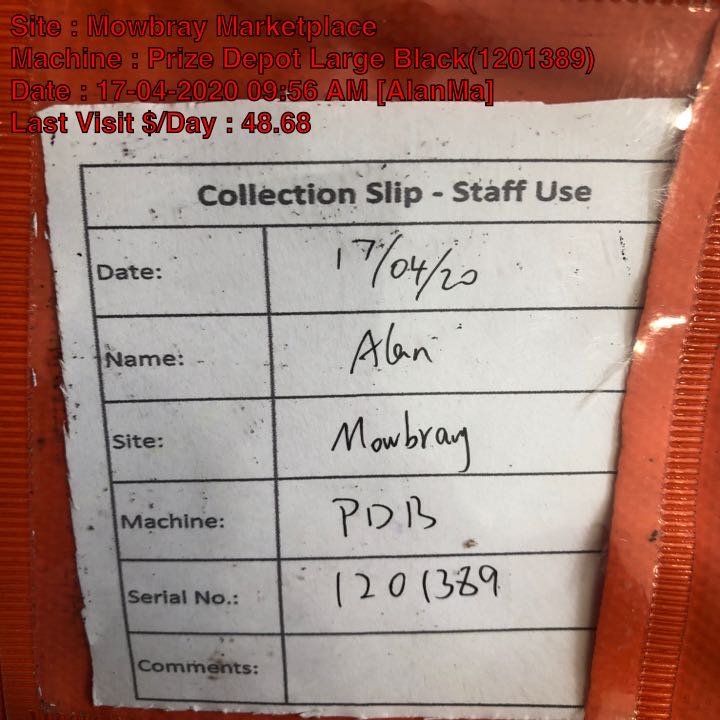 Site : Mowbray Marketplace
Machine : Prize Depot Large Black(1201389)
Date : 17-04-2020 09:56 AM [AlanMa]
Last Visit $/Day : 48.68
Collection Slip - Staff Use
Date: 17/04/20
Name: Alan
Site: Mowbray
Machine: PDB
Serial No.: 1201389
Comments: